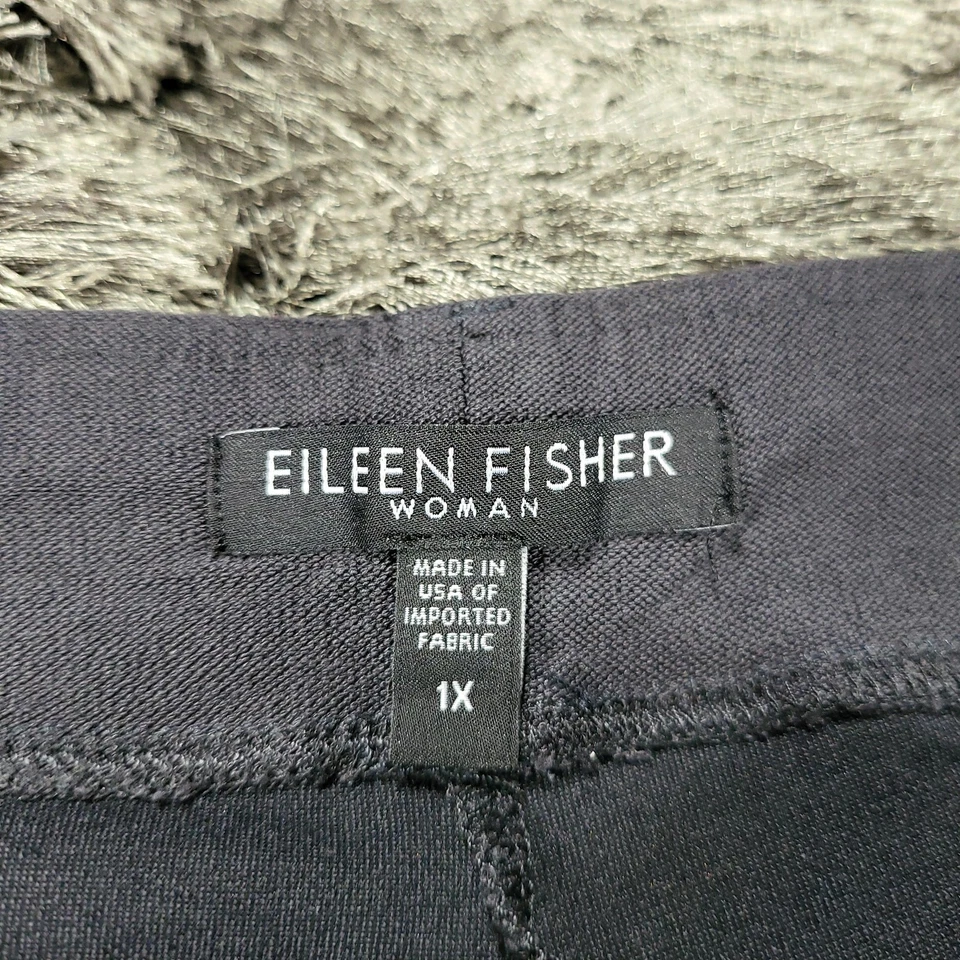 EILEEN FISHER
WOMAN
MADE IN
USA OF
IMPORTED
FABRIC
1X